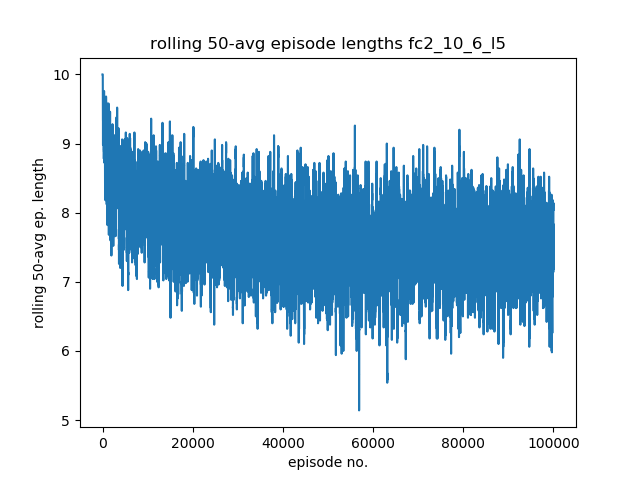 rolling 50-avg episode lengths fc2_10_6_l5
10
9
8
7
6
5
rolling 50-avg ep. length
0 20000 40000 60000 80000 100000
episode no.